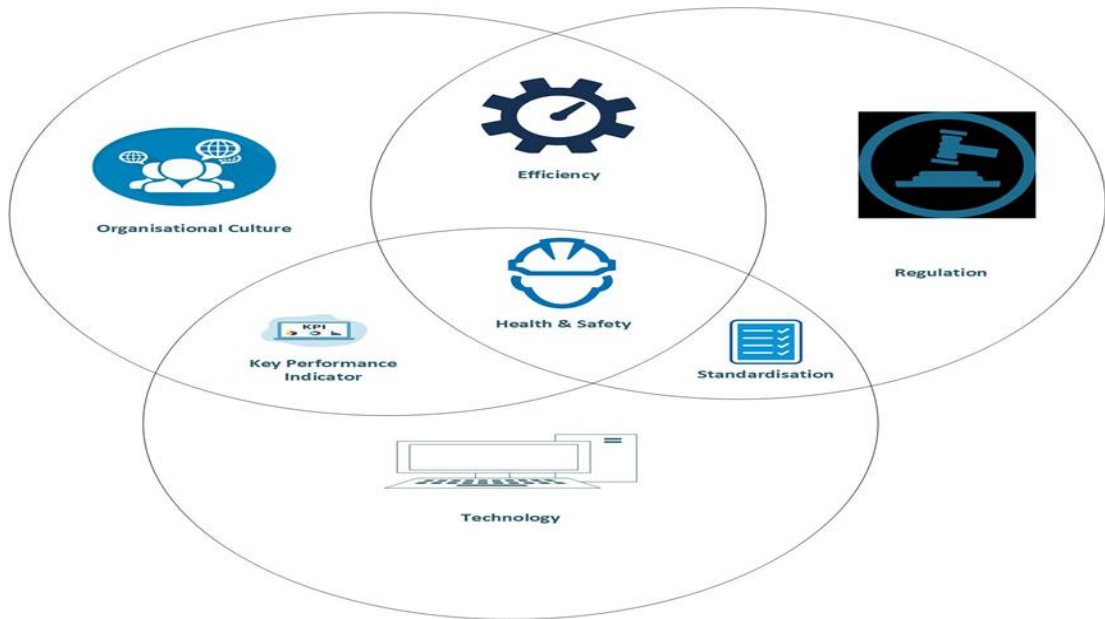 Efficiency
Organisational Culture
Regulation
Health & Safety
KPI
Key Performance
Indicator
Standardisation
Technology